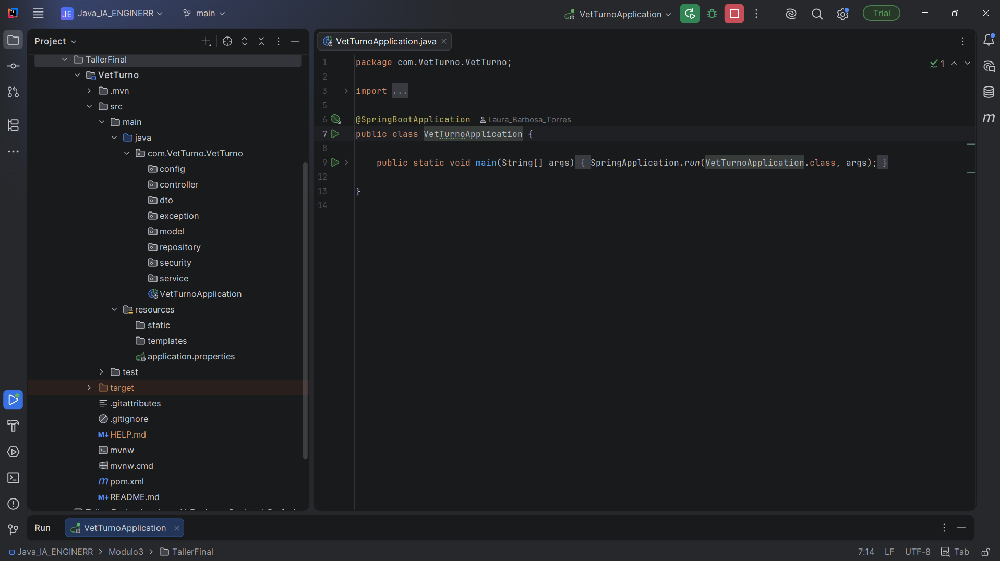 JE Java_IA_ENGINERR main VetTurnoApplication Trial
Project
TallerFinal
VetTurno
.mvn
src
main
java
com.VetTurno.VetTurno
config
controller
dto
exception
model
repository
security
service
VetTurnoApplication
resources
static
templates
application.properties
test
target
.gitattributes
.gitignore
M↓ HELP.md
mvnw
mvnw.cmd
m pom.xml
M↓ README.md
VetTurnoApplication.java
1 package com.VetTurno.VetTurno;
2
3 import ...
5
6 @SpringBootApplication Laura_Barbosa_Torres
7 public class VetTurnoApplication {
8
9 public static void main(String[] args) { SpringApplication.run(VetTurnoApplication.class, args); }
12
13 }
14
1
m
Run VetTurnoApplication
Java_IA_ENGINERR > Modulo3 > TallerFinal
7:14 LF UTF-8 Tab